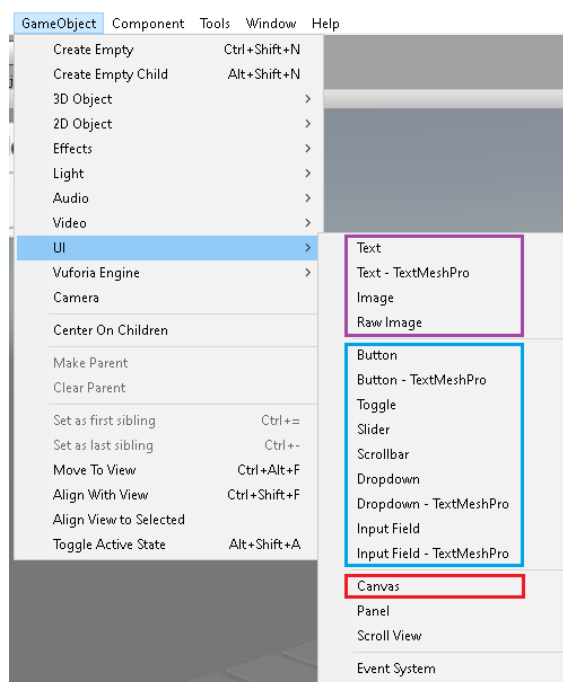 GameObject Component Tools Window Help
Create Empty Ctrl+Shift+N
Create Empty Child Alt+Shift+N
3D Object >
2D Object >
Effects >
Light >
Audio >
Video >
UI >
Vuforia Engine >
Camera
Center On Children
Make Parent
Clear Parent
Set as first sibling Ctrl+=
Set as last sibling Ctrl+-
Move To View Ctrl+Alt+F
Align With View Ctrl+Shift+F
Align View to Selected
Toggle Active State Alt+Shift+A
Text
Text - TextMeshPro
Image
Raw Image
Button
Button - TextMeshPro
Toggle
Slider
Scrollbar
Dropdown
Dropdown - TextMeshPro
Input Field
Input Field - TextMeshPro
Canvas
Panel
Scroll View
Event System